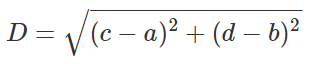 D = √((c − a)² + (d − b)²)